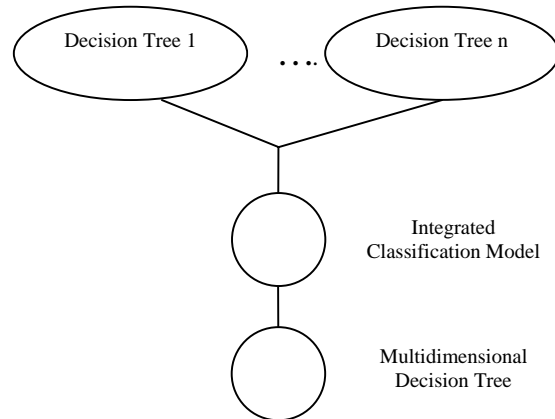 Decision Tree 1
....
Decision Tree n
Integrated
Classification Model
Multidimensional
Decision Tree